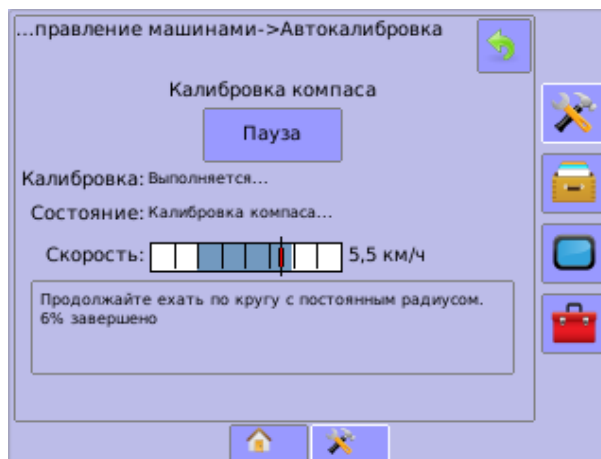 ...правление машинами->Автокалибровка
Калибровка компаса
Пауза
Калибровка: Выполняется...
Состояние: Калибровка компаса...
Скорость: 5,5 км/ч
Продолжайте ехать по кругу с постоянным радиусом.
6% завершено